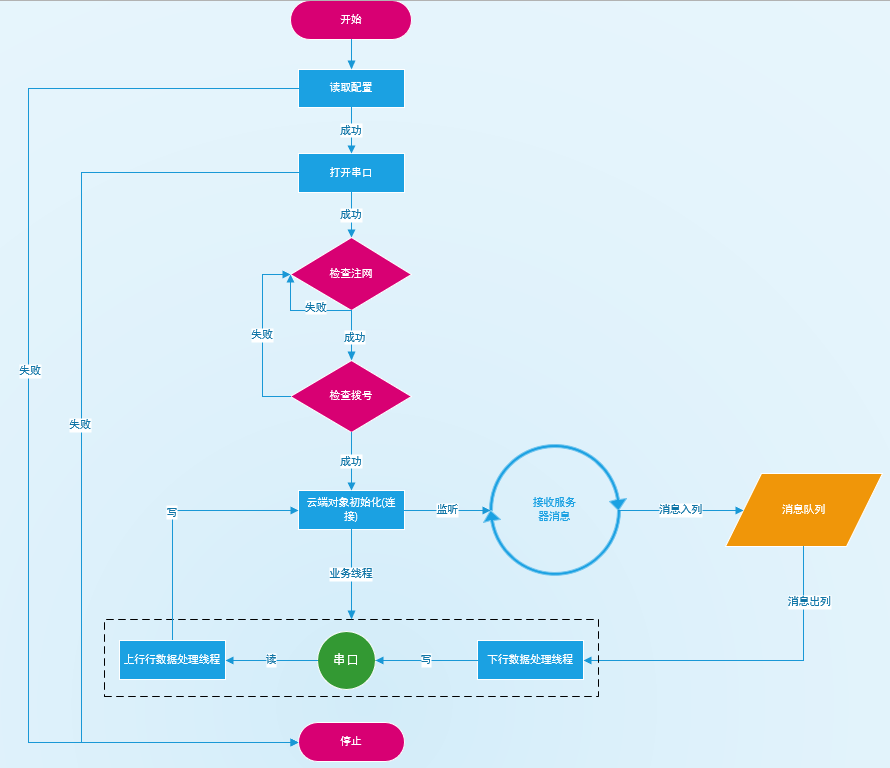 开始
读取配置
成功
打开串口
成功
检查注网
失败
失败
成功
检查拨号
失败
失败
成功
云端对象初始化(连
接)
监听
接收服务
器消息
消息入列
消息队列
写
业务线程
消息出列
上行行数据处理线程
读
串口
写
下行数据处理线程
停止